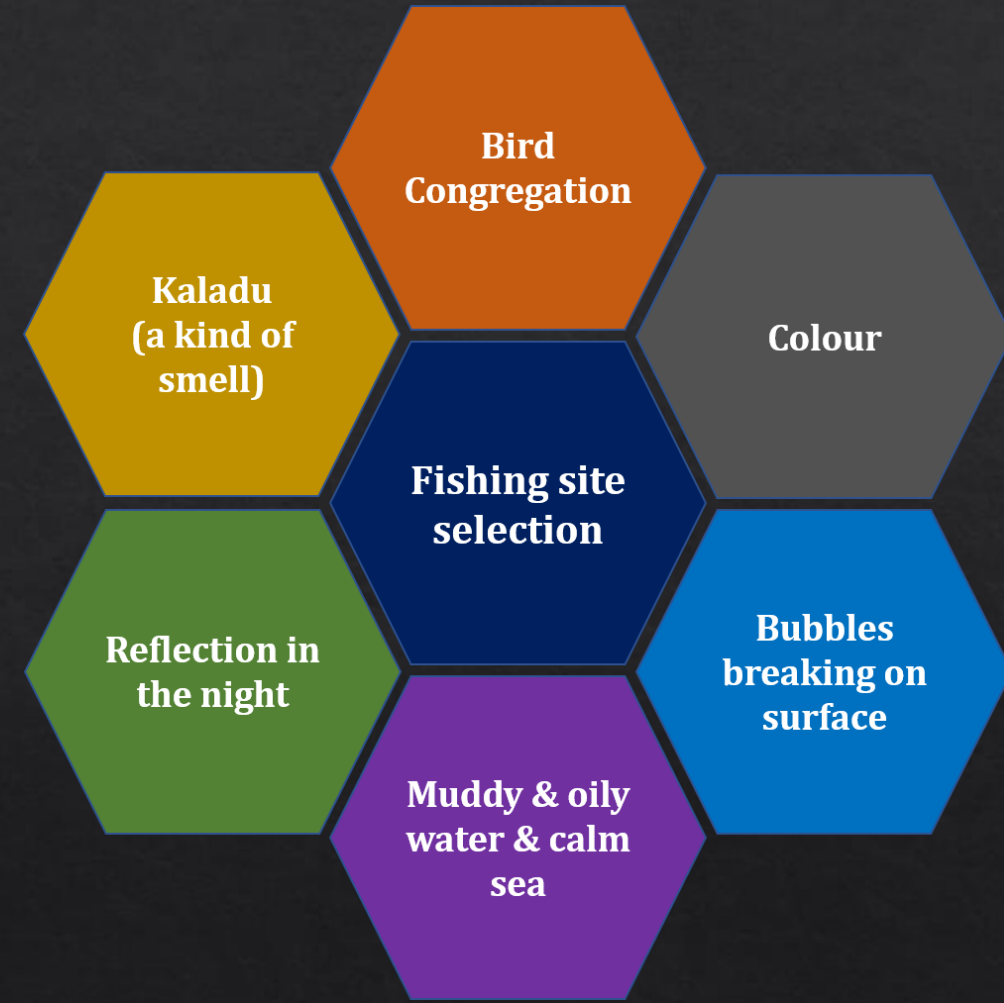 Bird
Congregation
Kaladu
(a kind of
smell)
Colour
Fishing site
selection
Reflection in
the night
Bubbles
breaking on
surface
Muddy & oily
water & calm
sea